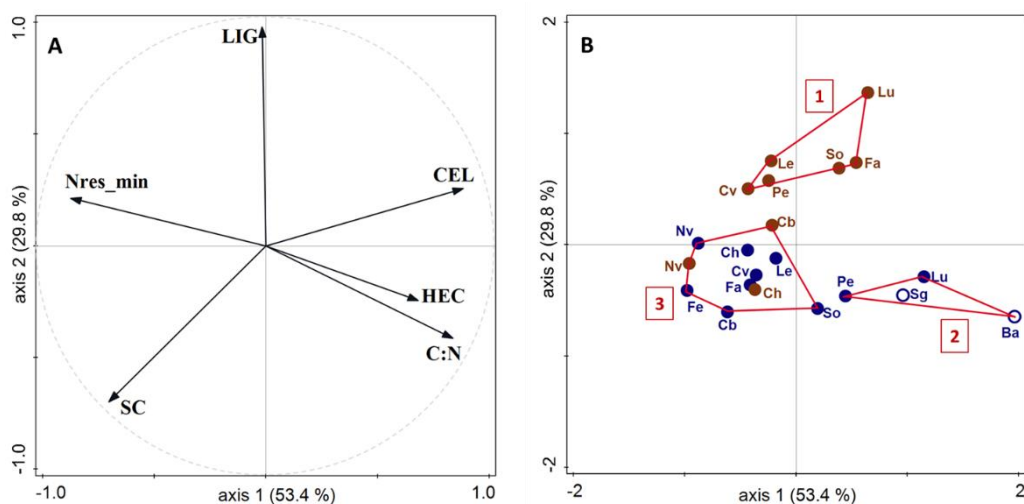 1.0
A
LIG
Nres_min
CEL
HEC
C:N
SC
axis 2 (29.8 %)
-1.0
-1.0
axis 1 (53.4 %)
1.0
2
B
1
Lu
Le
So
Fa
Cv
Pe
Cb
Nv
Ch
Nv
Cv
Le
Fa
Ch
Pe
Lu
Sg
3
Fe
Cb
So
2
Ba
axis 2 (29.8 %)
-2
-2
axis 1 (53.4 %)
2